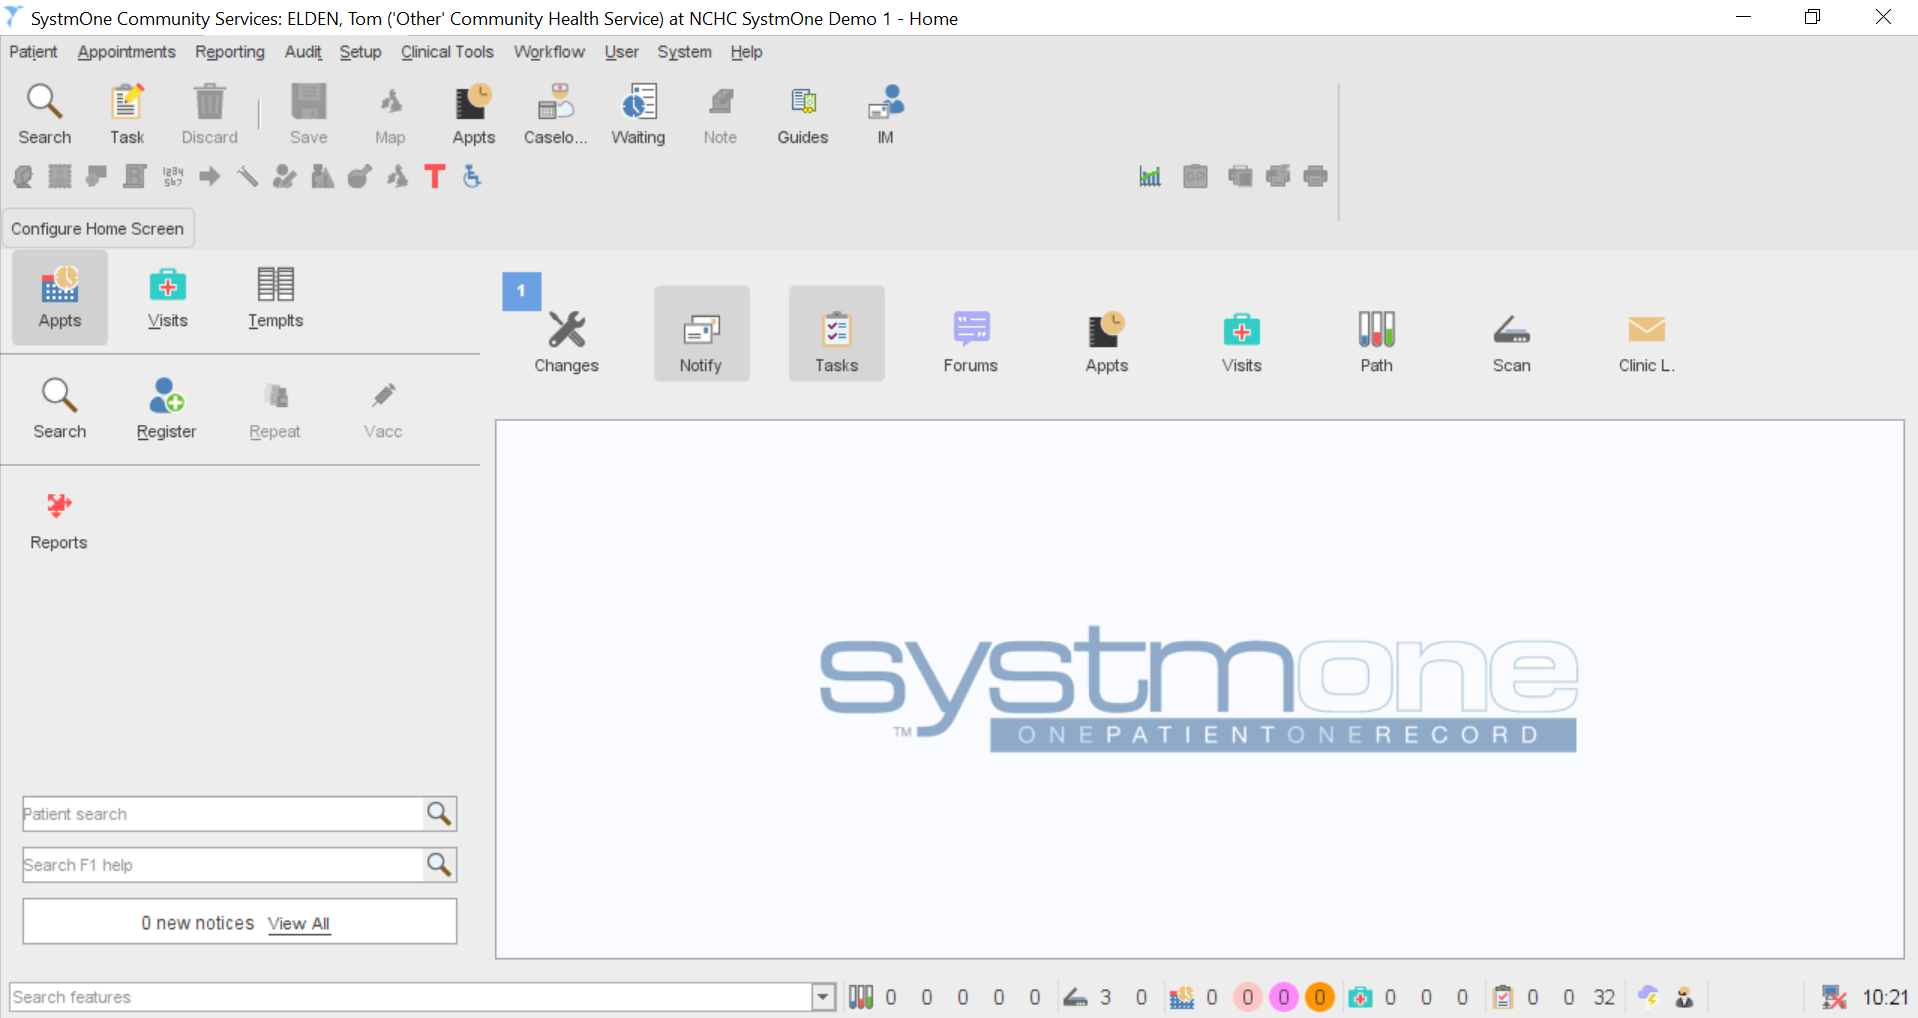 SystmOne Community Services: ELDEN, Tom ('Other' Community Health Service) at NCHC SystmOne Demo 1 - Home
Patient Appointments Reporting Audit Setup Clinical Tools Workflow User System Help
Search Task Discard Save Map Appts Caselo... Waiting Note Guides IM
1234
567
T
GP
Configure Home Screen
Appts Visits Templts
1
Changes Notify Tasks Forums Appts Visits Path Scan Clinic L.
Search Register Repeat Vacc
Reports
systmone
TM
ONEPATIENTONERECORD
Patient search
Search F1 help
0 new notices View All
Search features
0 0 0 0 0 3 0 0 0 0 0 0 0 0 0 0 32 10:21